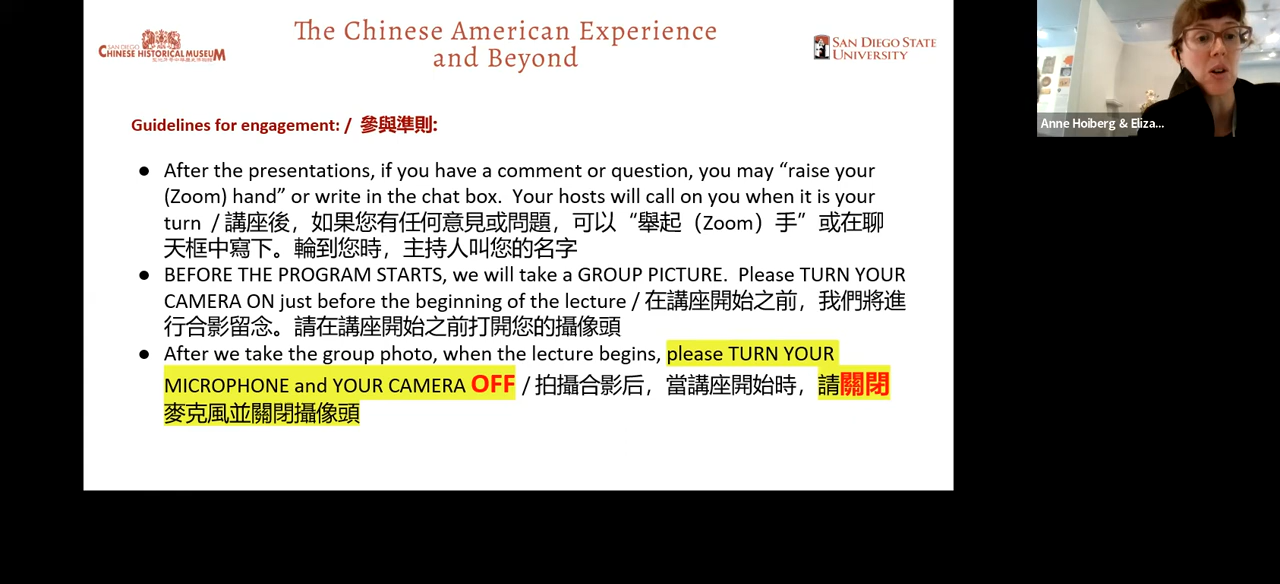 The Chinese American Experience
and Beyond
SAN DIEGO
CHINESE HISTORICAL MUSEUM
SAN DIEGO STATE
UNIVERSITY
Guidelines for engagement: / 參與準則:
● After the presentations, if you have a comment or question, you may “raise your
(Zoom) hand” or write in the chat box. Your hosts will call on you when it is your
turn / 講座後，如果您有任何意見或問題，可以“舉起（Zoom）手”或在聊
天框中寫下。輪到您時，主持人叫您的名字
● BEFORE THE PROGRAM STARTS, we will take a GROUP PICTURE. Please TURN YOUR
CAMERA ON just before the beginning of the lecture / 在講座開始之前，我們將進
行合影留念。請在講座開始之前打開您的攝像頭
● After we take the group photo, when the lecture begins, please TURN YOUR
MICROPHONE and YOUR CAMERA OFF / 拍攝合影后，當講座開始時，請關閉
麥克風並關閉攝像頭
Anne Hoiberg & Eliza...